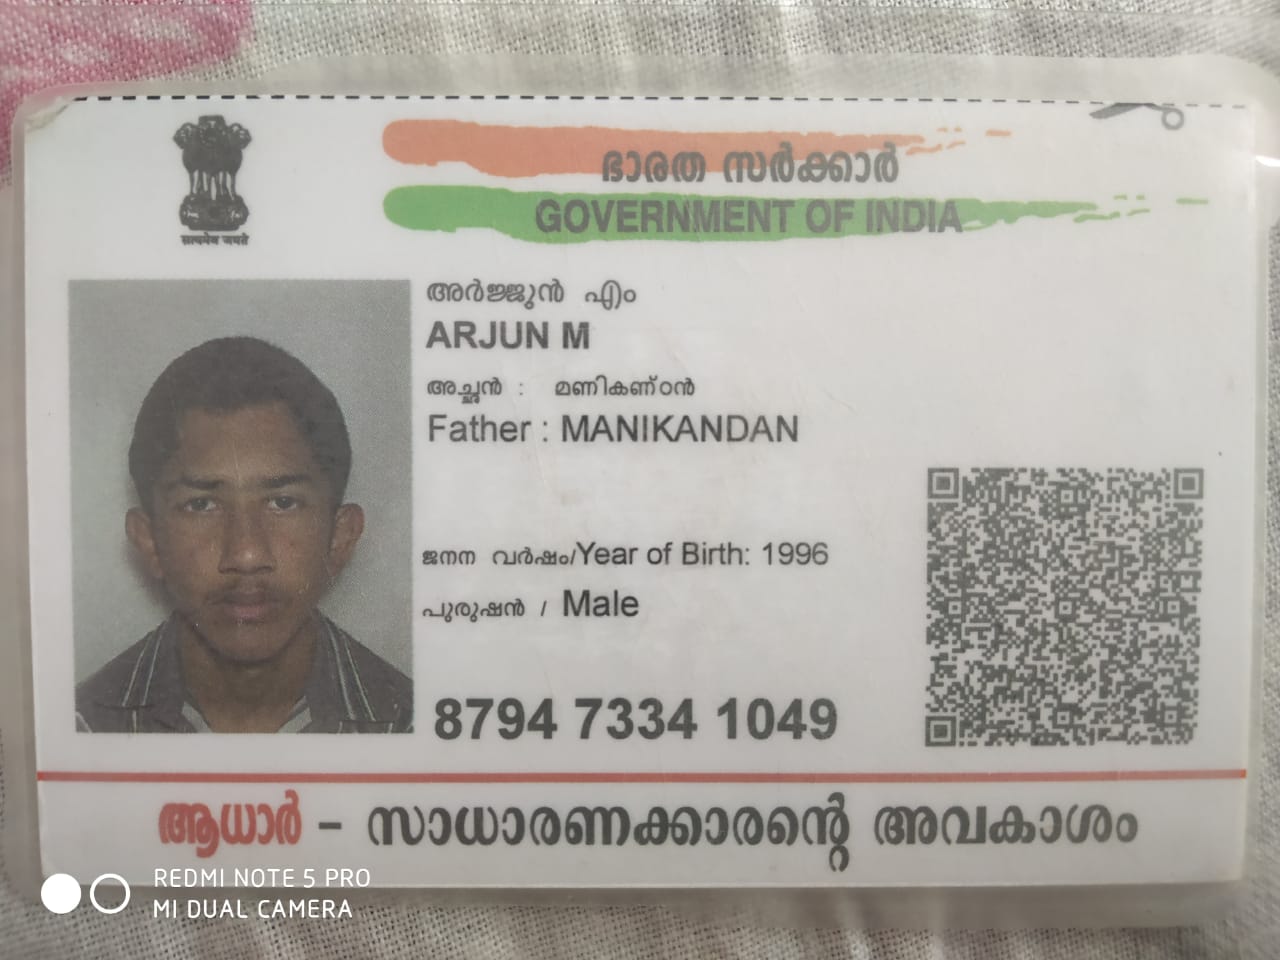 सत्यमेव जयते
ഭാരത സർക്കാർ
GOVERNMENT OF INDIA
അർജ്ജുൻ എം
ARJUN M
അച്ഛൻ : മണികണ്ഠൻ
Father : MANIKANDAN
ജനന വർഷം/Year of Birth: 1996
പുരുഷൻ / Male
8794 7334 1049
ആധാർ – സാധാരണക്കാരന്റെ അവകാശം
REDMI NOTE 5 PRO
MI DUAL CAMERA